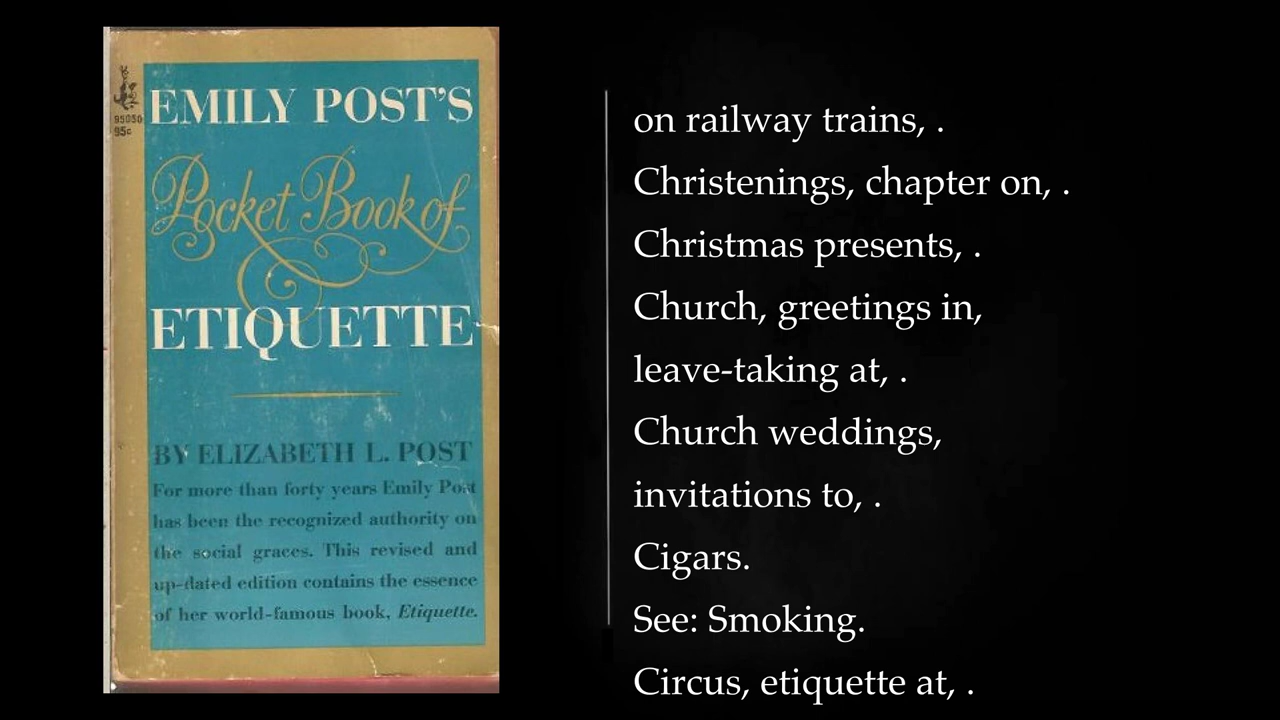 95050
95c
EMILY POST'S
Pocket Book of
ETIQUETTE
BY ELIZABETH L. POST
For more than forty years Emily Post
has been the recognized authority on
the social graces. This revised and
up-dated edition contains the essence
of her world-famous book, Etiquette.
on railway trains, .
Christenings, chapter on, .
Christmas presents, .
Church, greetings in,
leave-taking at, .
Church weddings,
invitations to, .
Cigars.
See: Smoking.
Circus, etiquette at, .